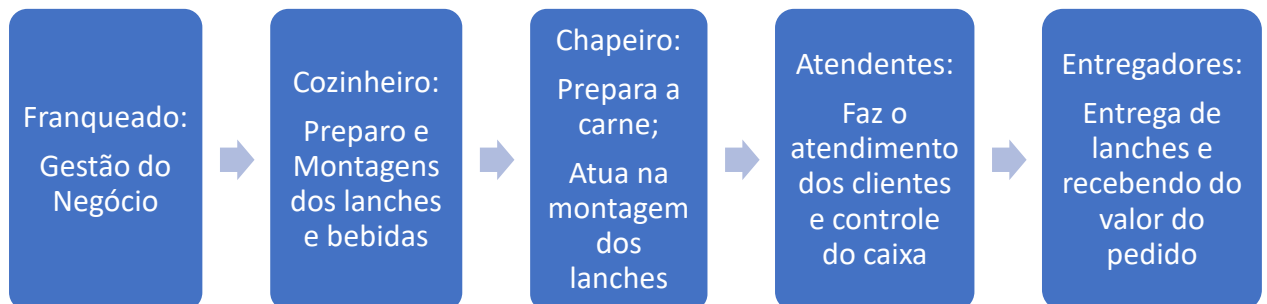 Franqueado:
Gestão do
Negócio
Cozinheiro:
Preparo e
Montagens
dos lanches
e bebidas
Chapeiro:
Prepara a
carne;
Atua na
montagem
dos
lanches
Atendentes:
Faz o
atendimento
dos clientes
e controle
do caixa
Entregadores:
Entrega de
lanches e
recebendo do
valor do
pedido